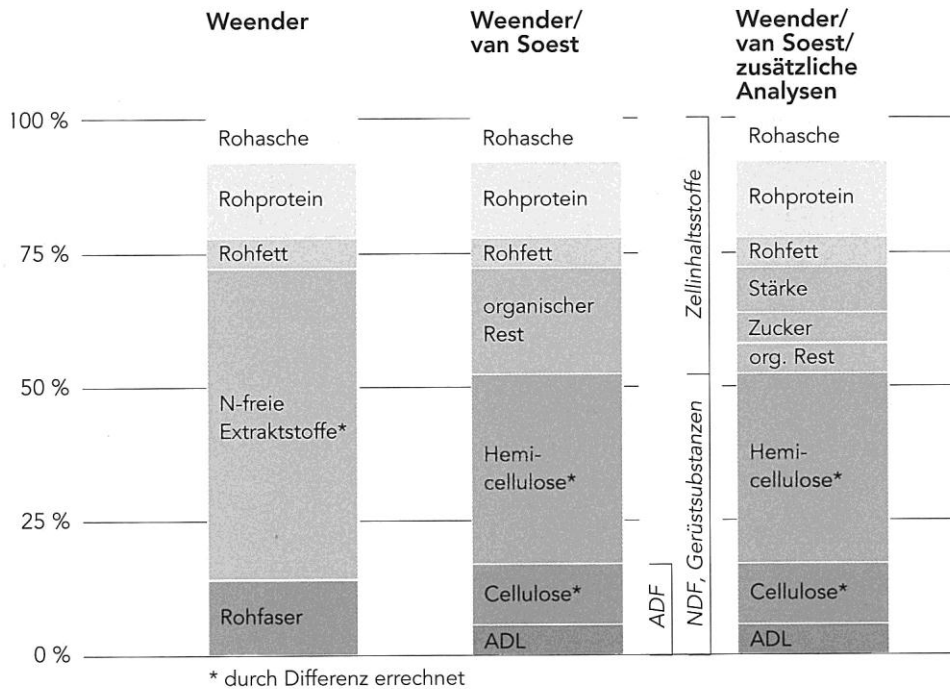 Weender
Weender/
van Soest
Weender/
van Soest/
zusätzliche
Analysen
100 %
75 %
50 %
25 %
0 %
Rohasche
Rohprotein
Rohfett
N-freie
Extraktstoffe*
Rohfaser
Rohasche
Rohprotein
Rohfett
organischer
Rest
Hemi-
cellulose*
Cellulose*
ADL
ADF
NDF, Gerüstsubstanzen
Zellinhaltsstoffe
Rohasche
Rohprotein
Rohfett
Stärke
Zucker
org. Rest
Hemi-
cellulose*
Cellulose*
ADL
* durch Differenz errechnet